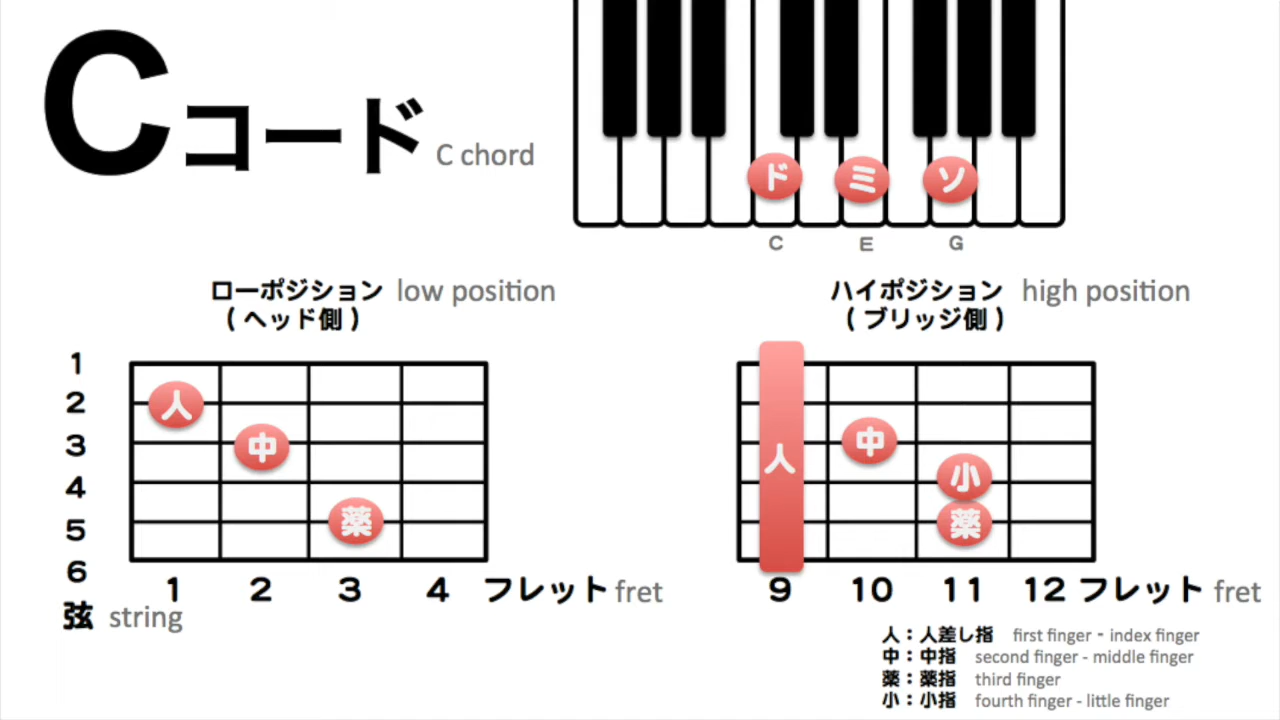 Cコード C chord
ド ミ ソ
C E G
ローポジション low position
(ヘッド側)
1
2
3
4
5
6
人
中
薬
1 2 3 4 フレット fret
弦 string
ハイポジション high position
(ブリッジ側)
人
中
小
薬
9 10 11 12 フレット fret
人：人差し指 first finger - index finger
中：中指 second finger - middle finger
薬：薬指 third finger
小：小指 fourth finger - little finger